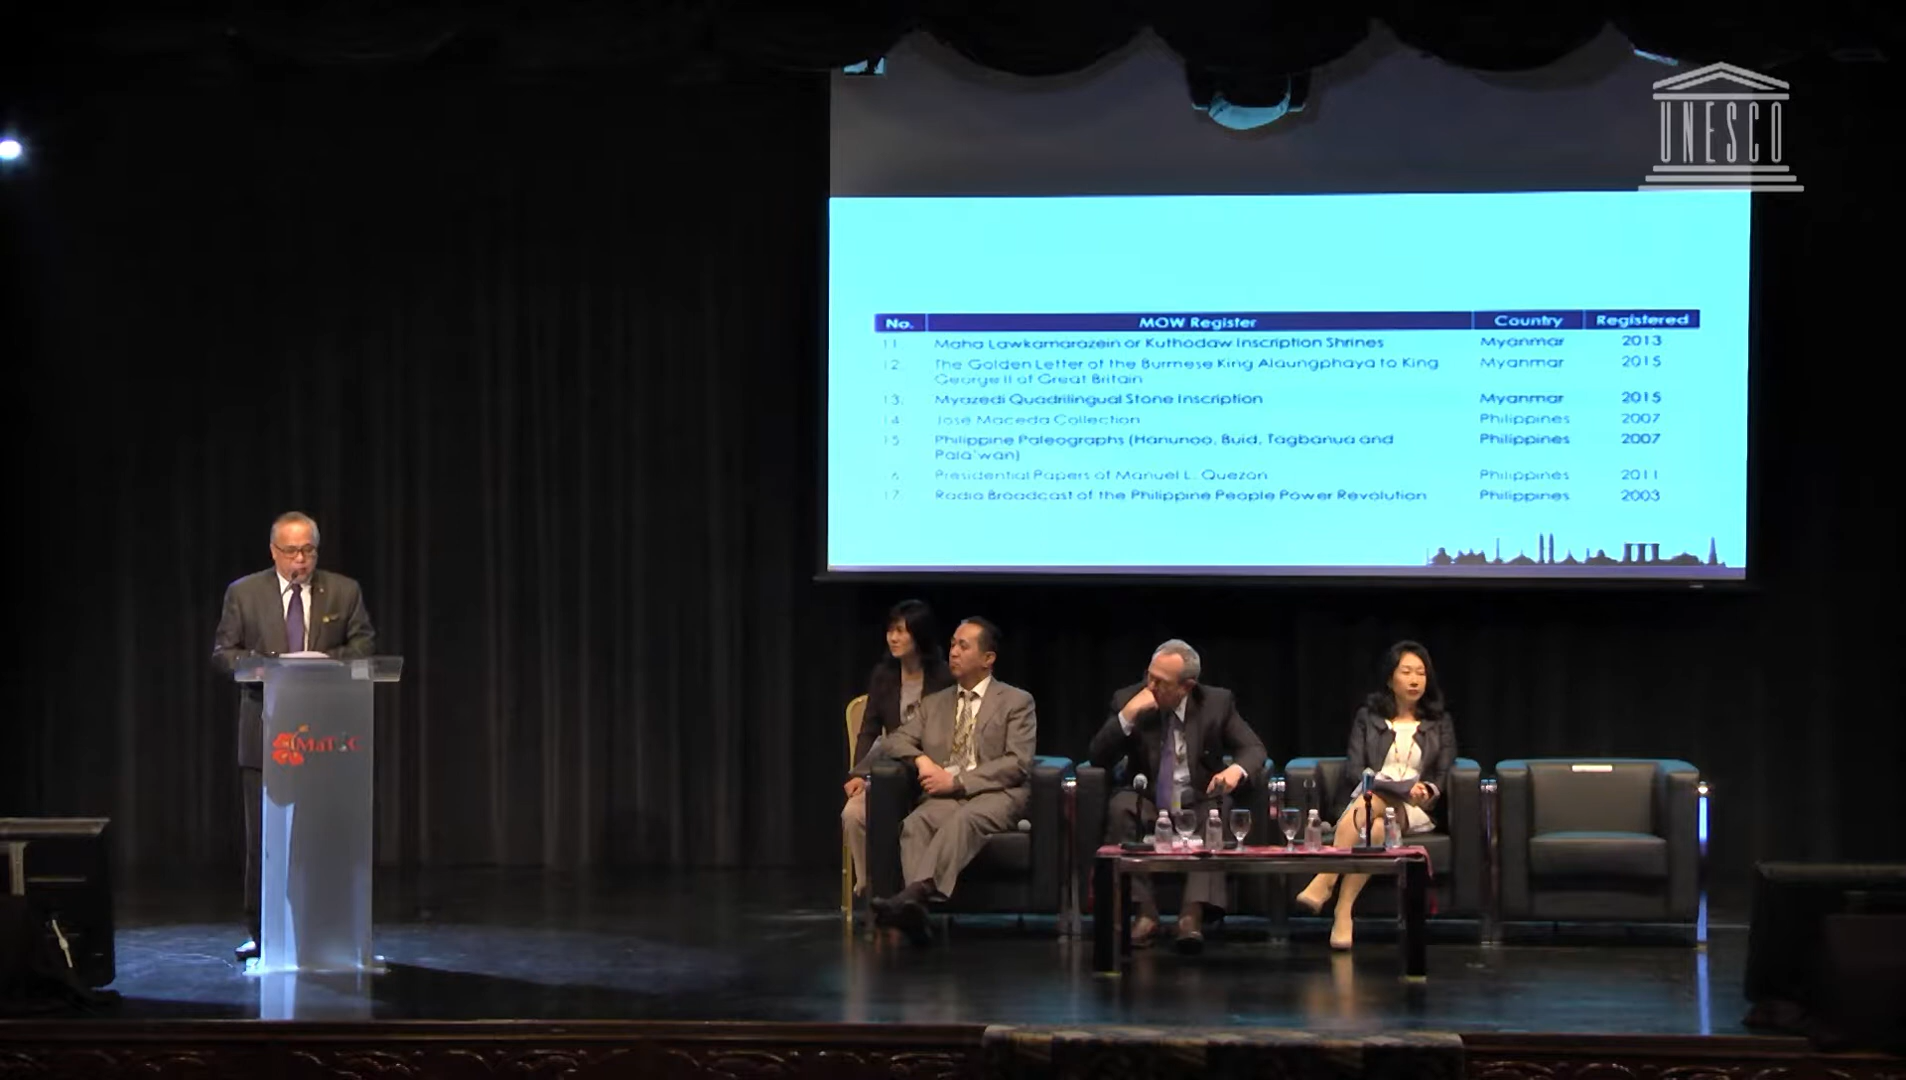 UNESCO
No. MOW Register Country Registered
11. Maha Lawkamarazein or Kuthodaw Inscription Shrines Myanmar 2013
12. The Golden Letter of the Burmese King Alaungphaya to King Myanmar 2015
George II of Great Britain
13. Myazedi Quadrilingual Stone Inscription Myanmar 2015
14. José Maceda Collection Philippines 2007
15. Philippine Paleographs (Hanunoo, Buid, Tagbanua and Philippines 2007
Pala'wan)
Presidential Papers of Manuel L. Quezon Philippines 2011
17. Radio Broadcast of the Philippine People Power Revolution Philippines 2003